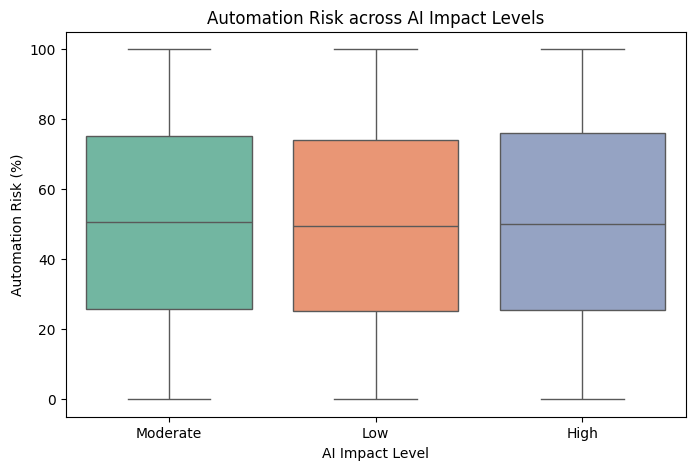 Automation Risk across AI Impact Levels
Automation Risk (%)
100
80
60
40
20
0
Moderate
Low
High
AI Impact Level